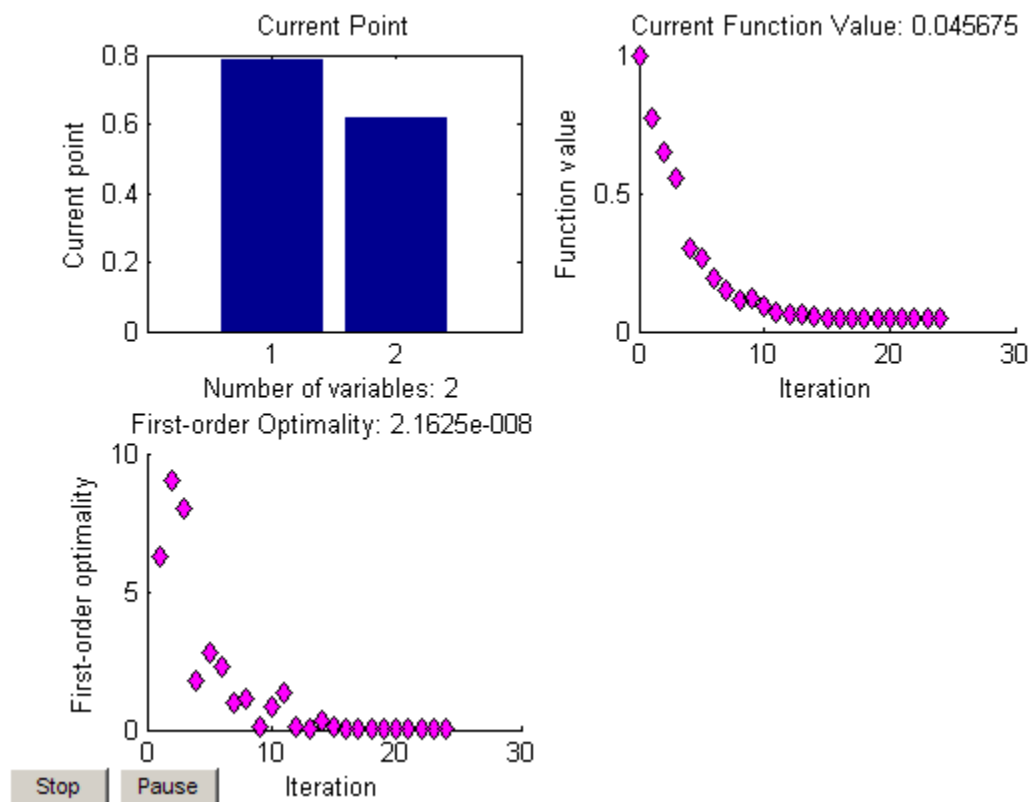 Current Point
0.8
0.6
0.4
0.2
0
Current point
1 2
Number of variables: 2
Current Function Value: 0.045675
1
0.5
0
Function value
0 10 20 30
Iteration
First-order Optimality: 2.1625e-008
10
5
0
First-order optimality
0 10 20 30
Iteration
Stop Pause